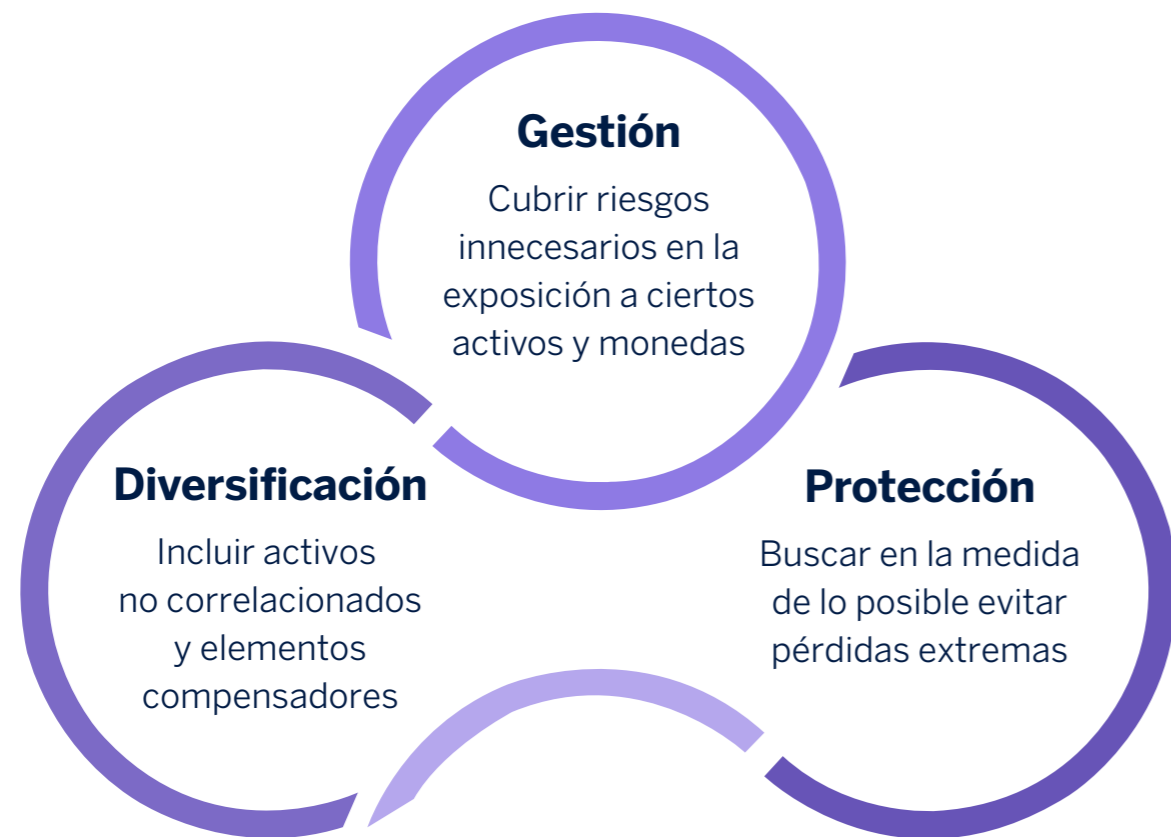 Gestión
Cubrir riesgos
innecesarios en la
exposición a ciertos
activos y monedas
Diversificación
Incluir activos
no correlacionados
y elementos
compensadores
Protección
Buscar en la medida
de lo posible evitar
pérdidas extremas